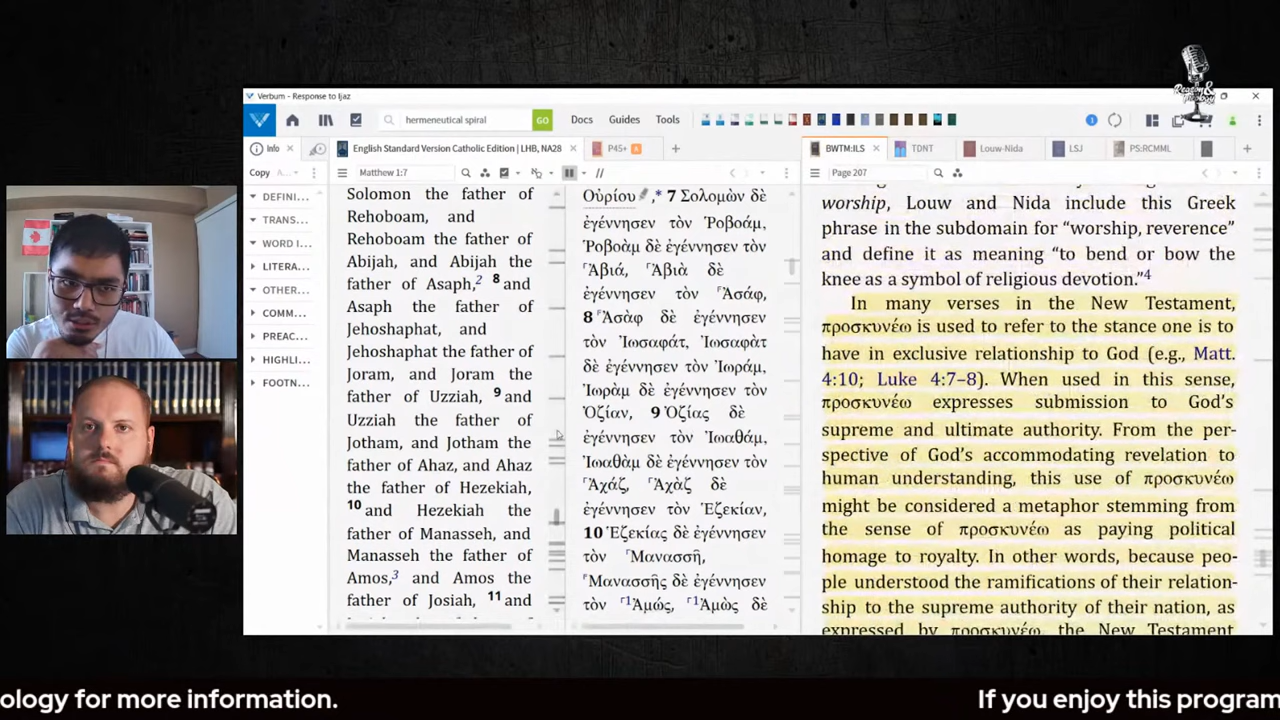 Verbum - Response to Ijaz
hermeneutical spiral
GO
Docs
Guides
Tools
Info
English Standard Version Catholic Edition | LHB, NA28
P45+
BWTM:ILS
TDNT
Louw-Nida
LSJ
PS:RCMML
Copy
Matthew 1:7
Page 207
DEFINI...
TRANS...
WORD I...
LITERA...
OTHER...
COMM...
PREAC...
HIGHLI...
FOOTN...
Solomon the father of
Rehoboam, and
Rehoboam the father of
Abijah, and Abijah the
father of Asaph,2 8 and
Asaph the father of
Jehoshaphat, and
Jehoshaphat the father of
Joram, and Joram the
father of Uzziah, 9 and
Uzziah the father of
Jotham, and Jotham the
father of Ahaz, and Ahaz
the father of Hezekiah,
10 and Hezekiah the
father of Manasseh, and
Manasseh the father of
Amos,3 and Amos the
father of Josiah, 11 and
Οὐρίου ,* 7 Σολομὼν δὲ
ἐγέννησεν τὸν Ῥοβοάμ,
Ῥοβοὰμ δὲ ἐγέννησεν τὸν
⸀Ἀβιά, ⸀Ἀβιὰ δὲ
ἐγέννησεν τὸν ⸀Ἀσάφ,
8 ⸀Ἀσὰφ δὲ ἐγέννησεν
τὸν Ἰωσαφάτ, Ἰωσαφὰτ
δὲ ἐγέννησεν τὸν Ἰωράμ,
Ἰωρὰμ δὲ ἐγέννησεν τὸν
Ὀζίαν, 9 Ὀζίας δὲ
ἐγέννησεν τὸν Ἰωαθάμ,
Ἰωαθὰμ δὲ ἐγέννησεν τὸν
⸀Ἀχάζ, ⸀Ἀχὰζ δὲ
ἐγέννησεν τὸν Ἑζεκίαν,
10 Ἑζεκίας δὲ ἐγέννησεν
τὸν ⸀Μανασσῆ,
⸀Μανασσῆς δὲ ἐγέννησεν
τὸν ⸀1Ἀμώς, ⸀1Ἀμὼς δὲ
worship, Louw and Nida include this Greek
phrase in the subdomain for “worship, reverence”
and define it as meaning “to bend or bow the
knee as a symbol of religious devotion.”4
In many verses in the New Testament,
προσκυνέω is used to refer to the stance one is to
have in exclusive relationship to God (e.g., Matt.
4:10; Luke 4:7–8). When used in this sense,
προσκυνέω expresses submission to God’s
supreme and ultimate authority. From the per-
spective of God’s accommodating revelation to
human understanding, this use of προσκυνέω
might be considered a metaphor stemming from
the sense of προσκυνέω as paying political
homage to royalty. In other words, because peo-
ple understood the ramifications of their relation-
ship to the supreme authority of their nation, as
expressed by προσκυνέω, the New Testament
ology for more information.
If you enjoy this program